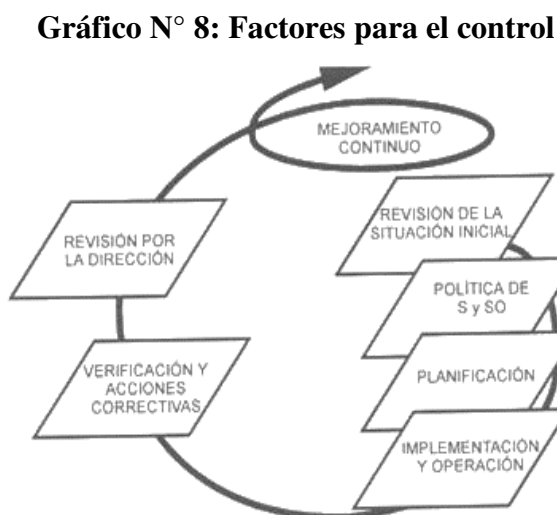 Gráfico N° 8: Factores para el control
MEJORAMIENTO
CONTINUO
REVISIÓN DE LA
SITUACIÓN INICIAL
POLÍTICA DE
S y SO
PLANIFICACIÓN
IMPLEMENTACIÓN
Y OPERACIÓN
VERIFICACIÓN Y
ACCIONES
CORRECTIVAS
REVISIÓN POR
LA DIRECCIÓN